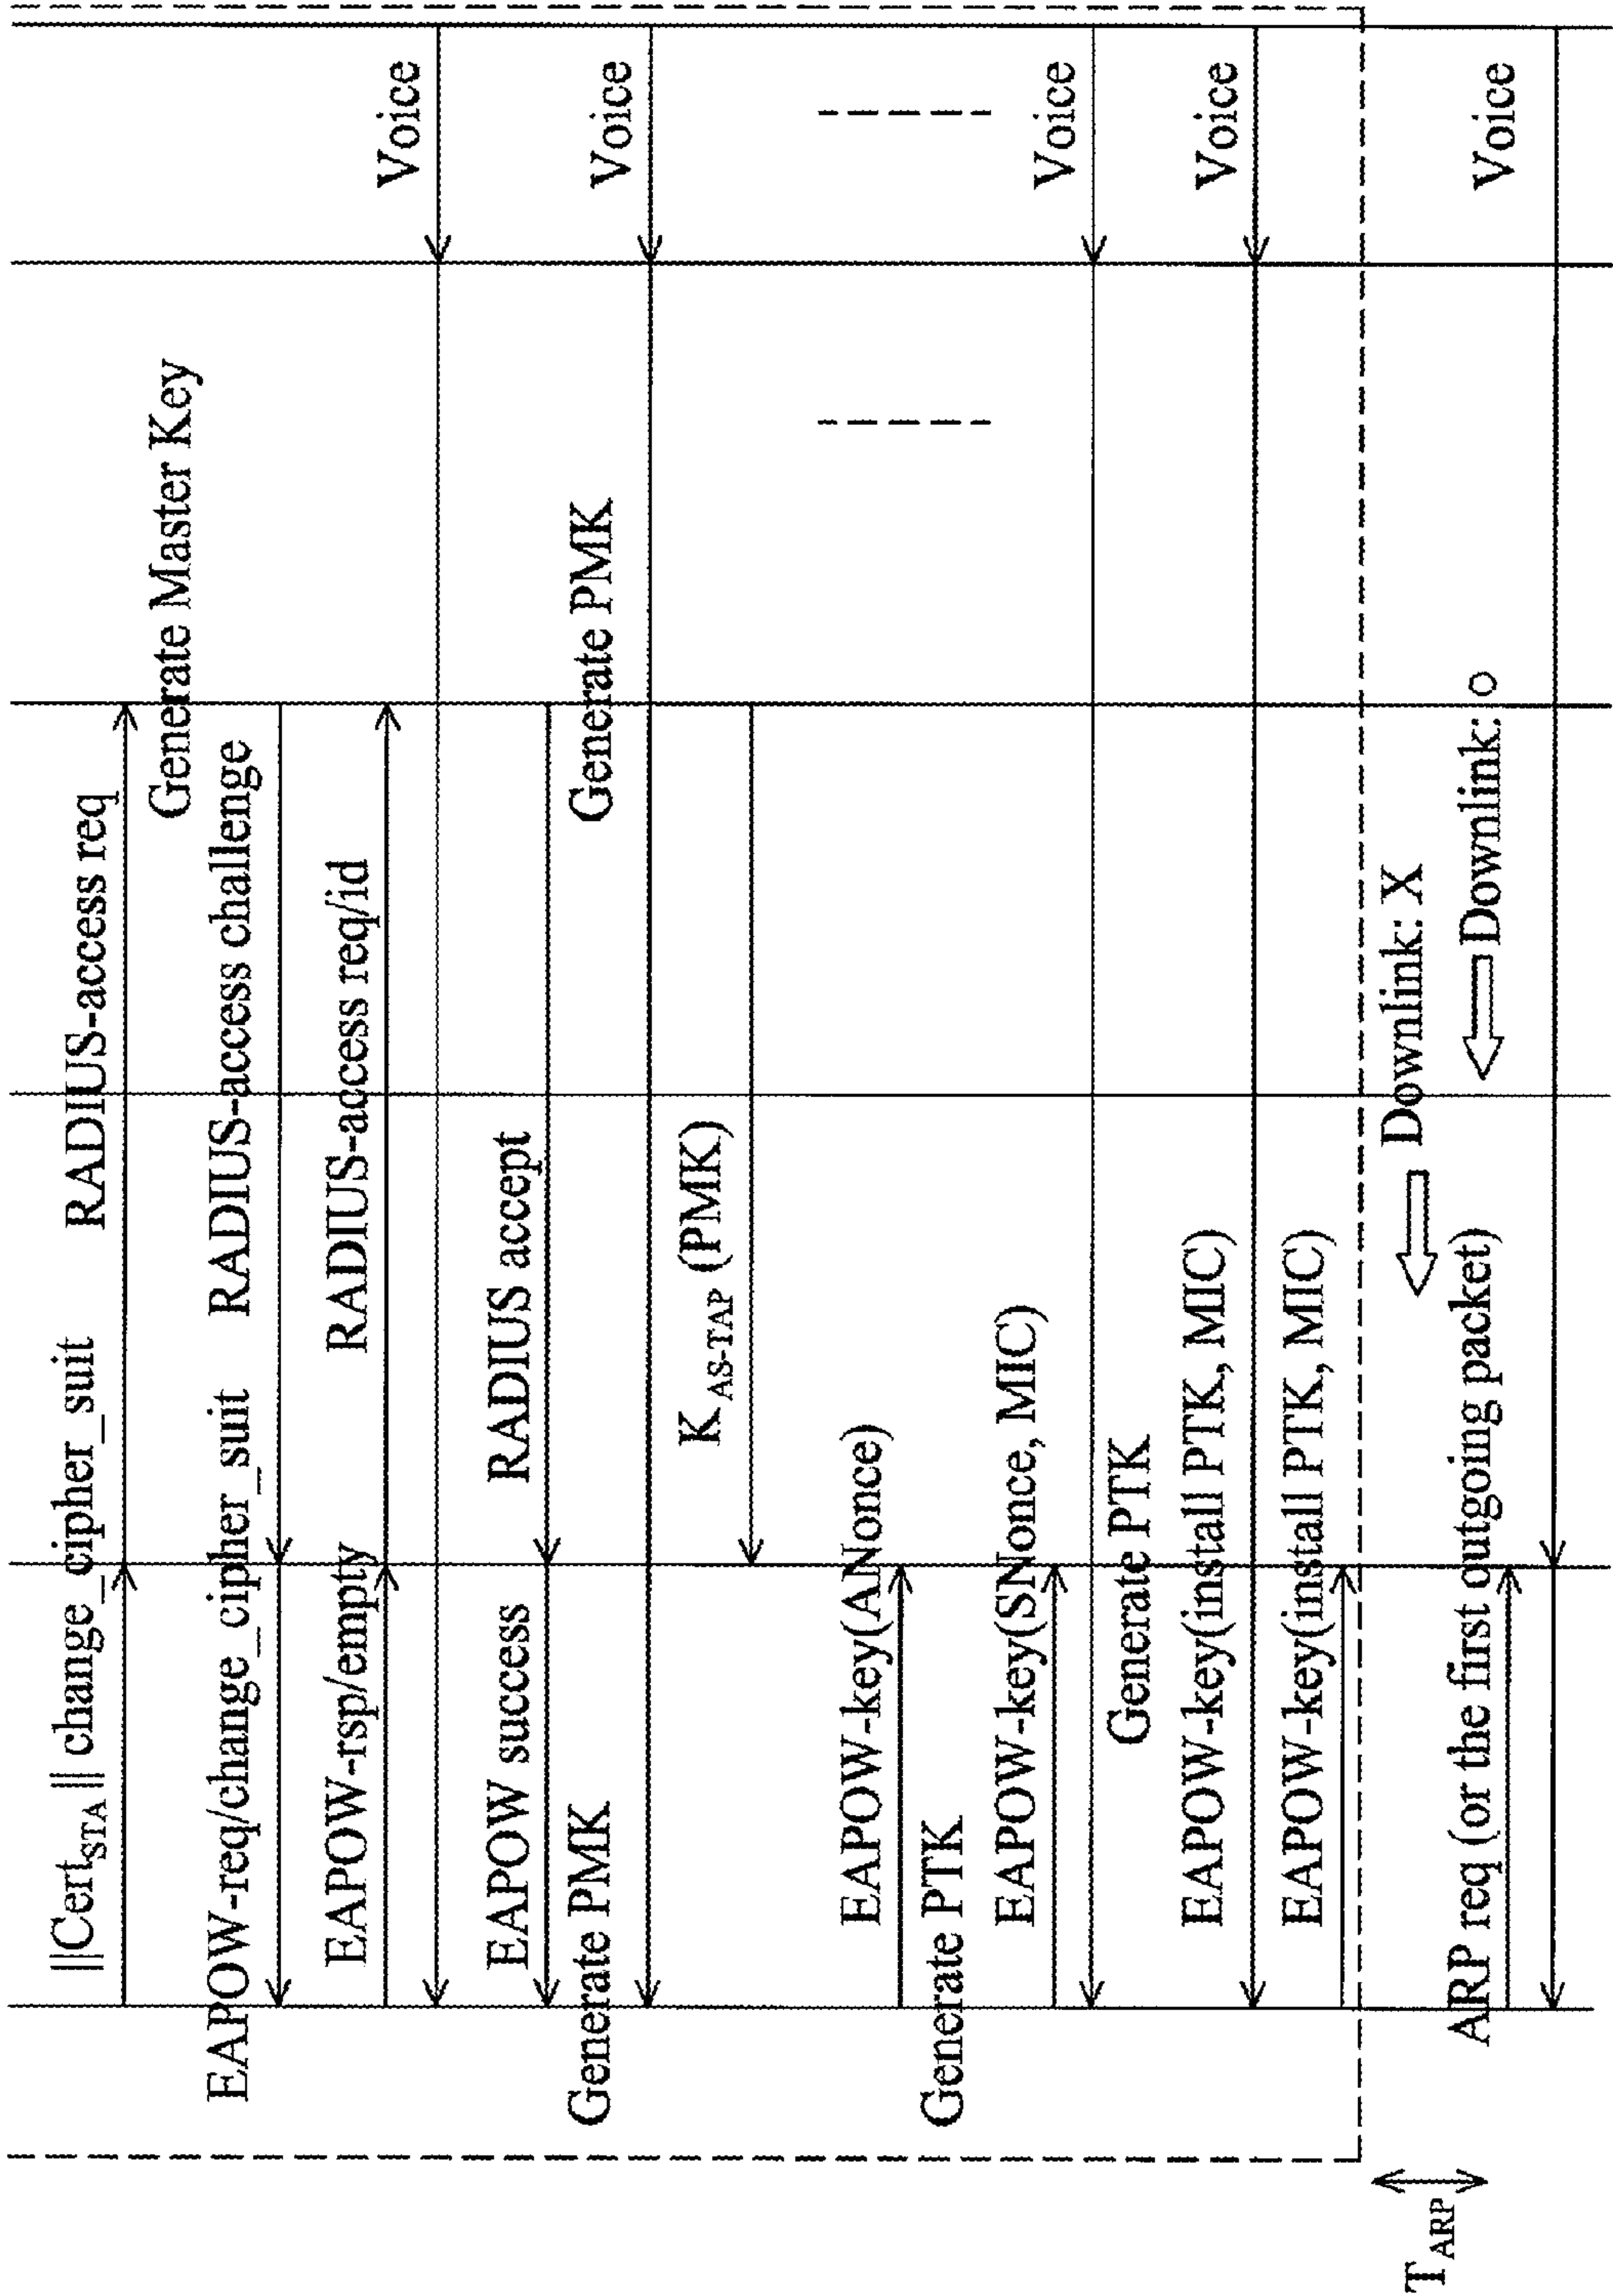 ||Cert_STA || change_cipher_suit
RADIUS-access req
Generate Master Key
EAPOW-req/change_cipher_suit
RADIUS-access challenge
EAPOW-rsp/empty
RADIUS-access req/id
Voice
EAPOW success
RADIUS accept
Generate PMK
Generate PMK
Voice
K_AS-TAP (PMK)
EAPOW-key(ANonce)
Generate PTK
EAPOW-key(SNonce, MIC)
Voice
Generate PTK
EAPOW-key(install PTK, MIC)
Voice
EAPOW-key(install PTK, MIC)
Downlink: X
T_ARP
ARP req (or the first outgoing packet)
Downlink: ○
Voice